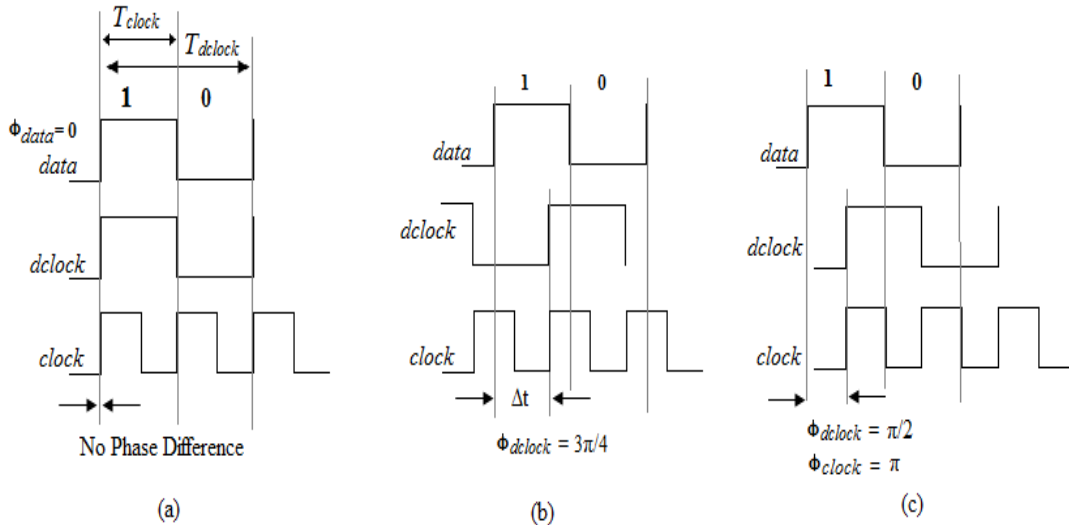 T_clock
T_dclock
1 0
Φ_data= 0
data
dclock
clock
No Phase Difference
(a)
1 0
data
dclock
clock
Δt
Φ_dclock = 3π/4
(b)
1 0
data
dclock
clock
Φ_dclock = π/2
Φ_clock = π
(c)